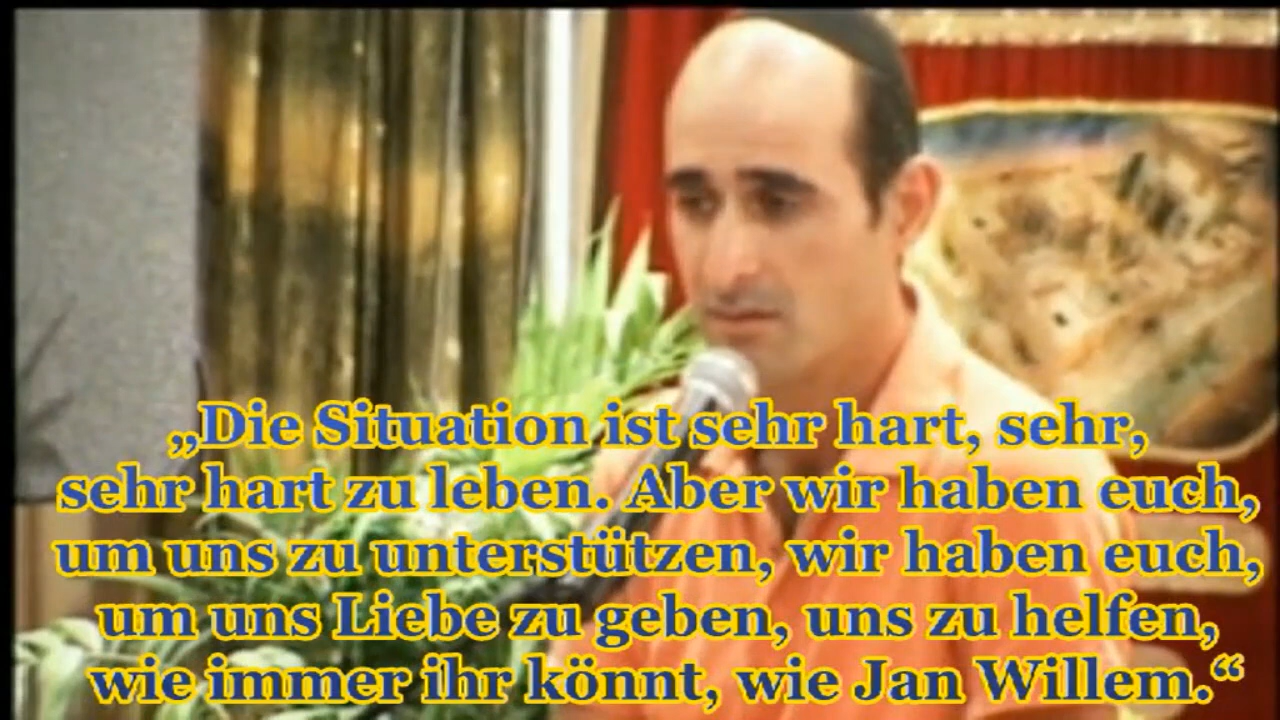 „Die Situation ist sehr hart, sehr,
sehr hart zu leben. Aber wir haben euch,
um uns zu unterstützen, wir haben euch,
um uns Liebe zu geben, uns zu helfen,
wie immer ihr könnt, wie Jan Willem.“